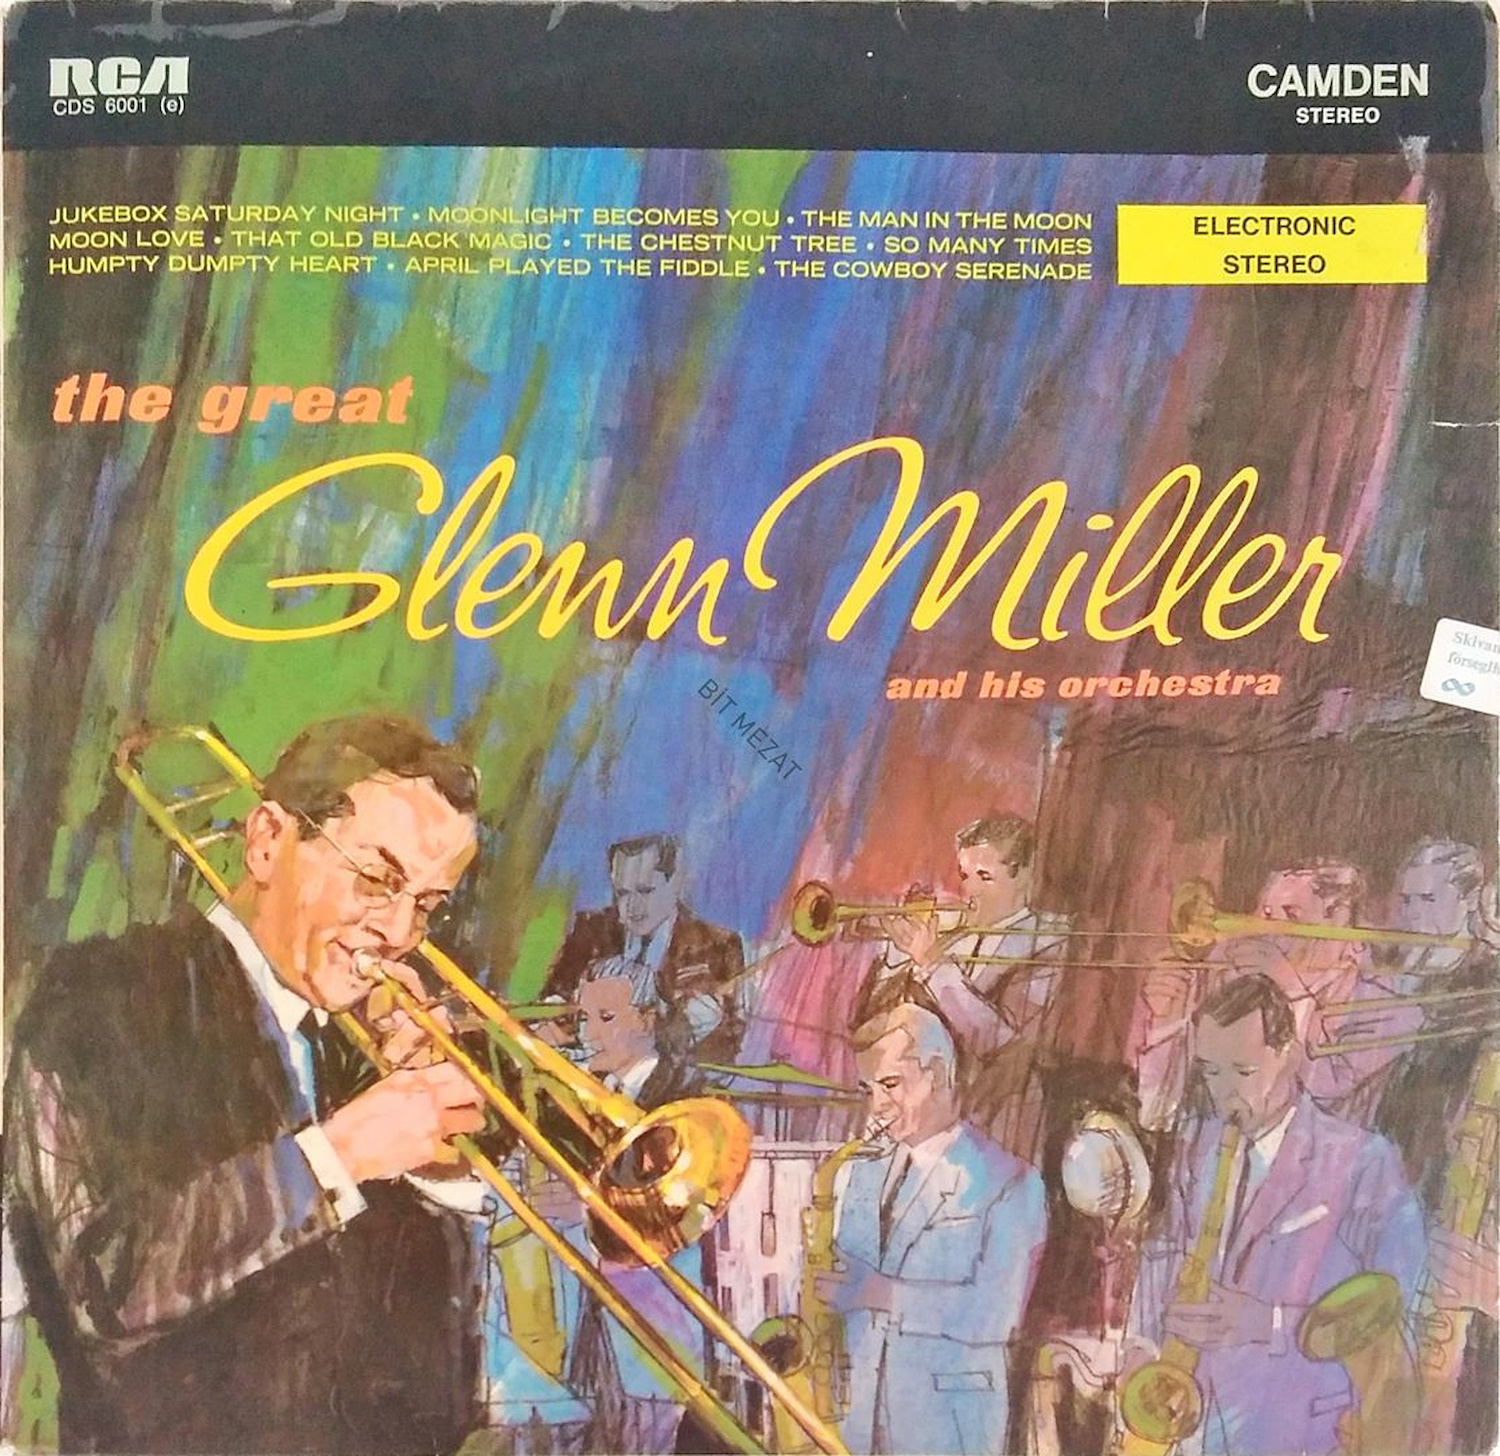 RCA
CDS 6001 (e)
CAMDEN
STEREO
JUKEBOX SATURDAY NIGHT • MOONLIGHT BECOMES YOU • THE MAN IN THE MOON
MOON LOVE • THAT OLD BLACK MAGIC • THE CHESTNUT TREE • SO MANY TIMES
HUMPTY DUMPTY HEART • APRIL PLAYED THE FIDDLE • THE COWBOY SERENADE
ELECTRONIC
STEREO
the great
Glenn Miller
and his orchestra
BİT MEZAT